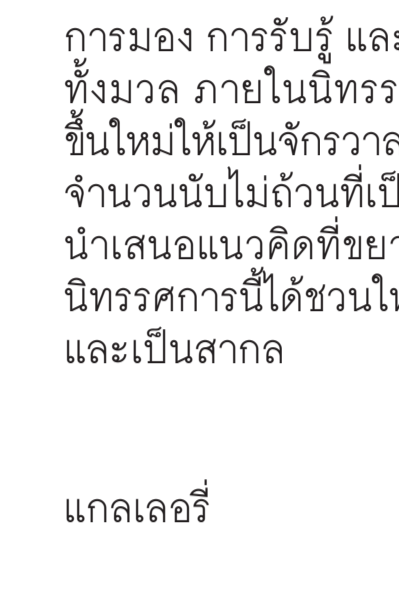 การมอง การรับรู้ และ
ทั้งมวล ภายในนิทรร
ขึ้นใหม่ให้เป็นจักรวาล
จำนวนนับไม่ถ้วนที่เป็
นำเสนอแนวคิดที่ขยา
นิทรรศการนี้ได้ชวนให
และเป็นสากล
แกลเลอรี่